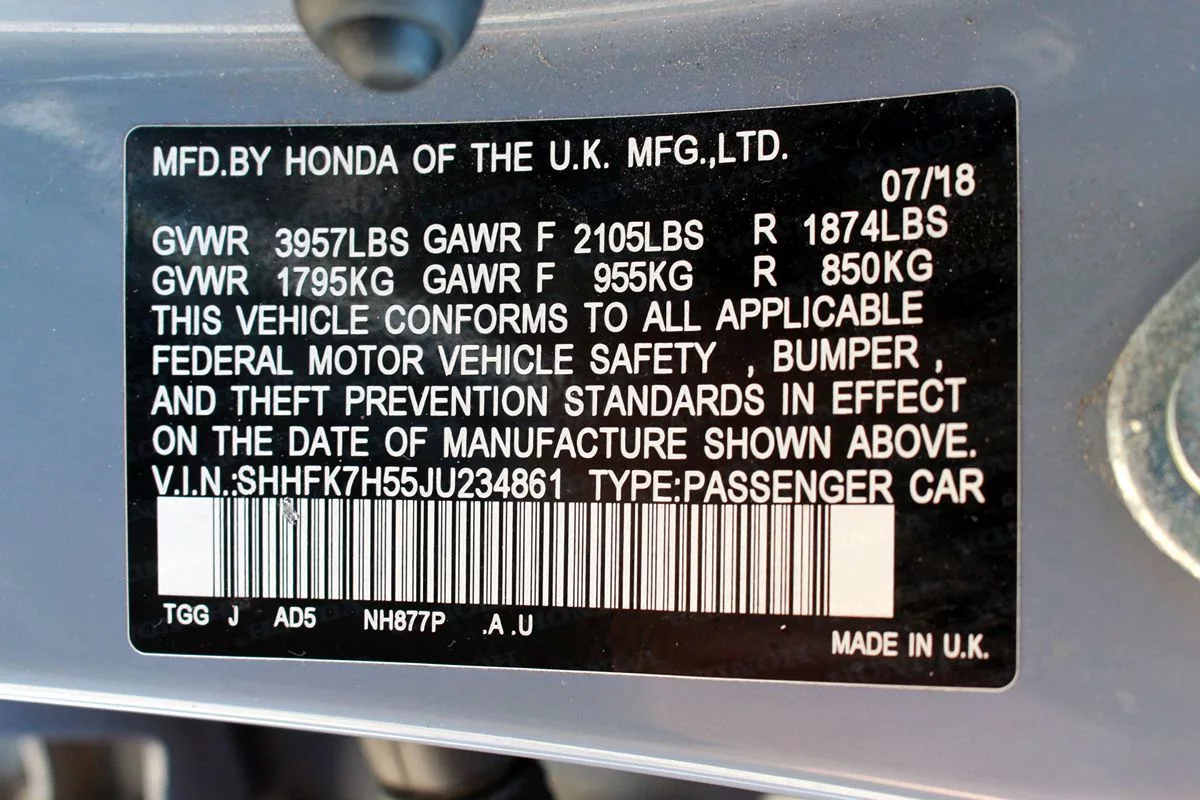 MFD.BY HONDA OF THE U.K. MFG.,LTD.
07/18
GVWR 3957LBS GAWR F 2105LBS R 1874LBS
GVWR 1795KG GAWR F 955KG R 850KG
THIS VEHICLE CONFORMS TO ALL APPLICABLE
FEDERAL MOTOR VEHICLE SAFETY , BUMPER ,
AND THEFT PREVENTION STANDARDS IN EFFECT
ON THE DATE OF MANUFACTURE SHOWN ABOVE.
V.I.N.:SHHFK7H55JU234861 TYPE:PASSENGER CAR
TGG J AD5 NH877P .A .U
MADE IN U.K.